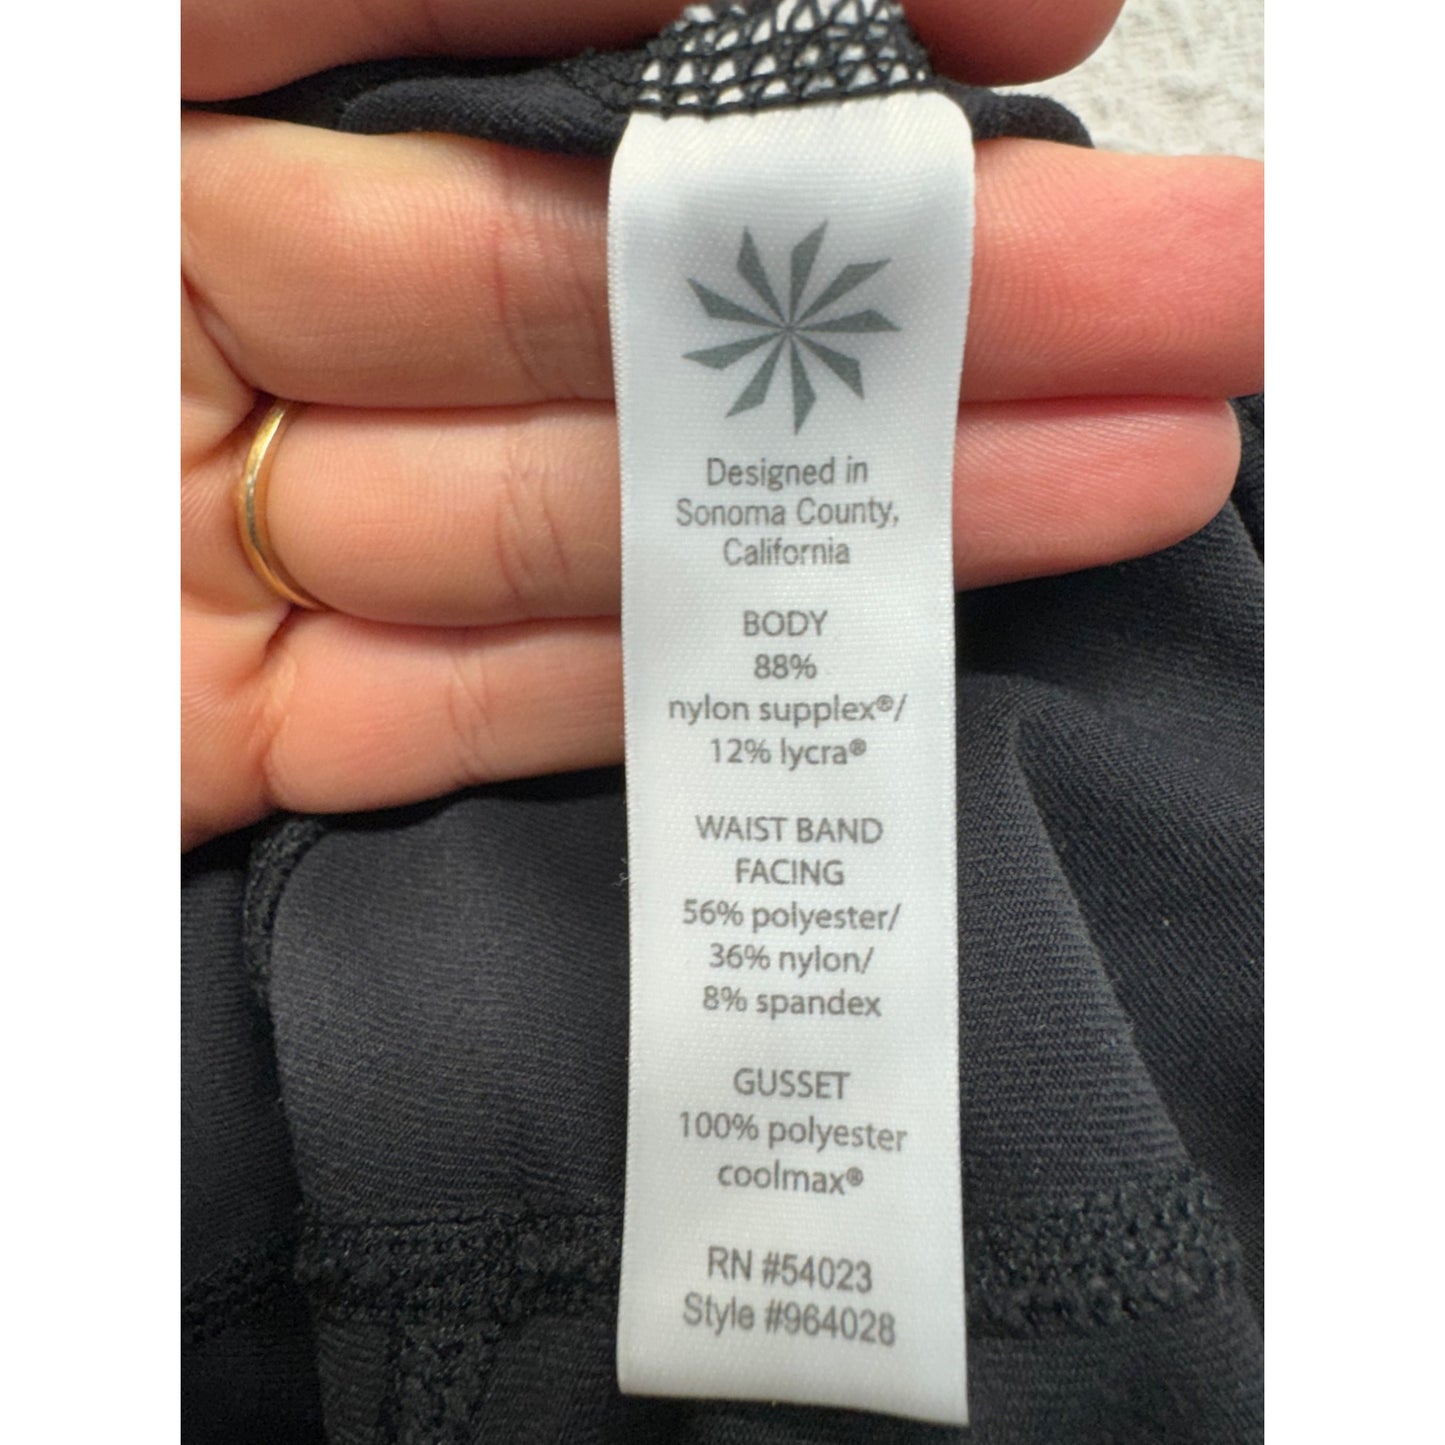 Designed in
Sonoma County,
California
BODY
88%
nylon supplex®/
12% lycra®
WAIST BAND
FACING
56% polyester/
36% nylon/
8% spandex
GUSSET
100% polyester
coolmax®
RN #54023
Style #964028